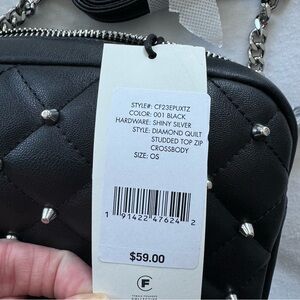 STYLE#: CF23EPUXTZ
COLOR: 001 BLACK
HARDWARE: SHINY SILVER
STYLE: DIAMOND QUILT
STUDDED TOP ZIP
CROSSBODY
SIZE: OS
1 91422 47624 2
$59.00
F